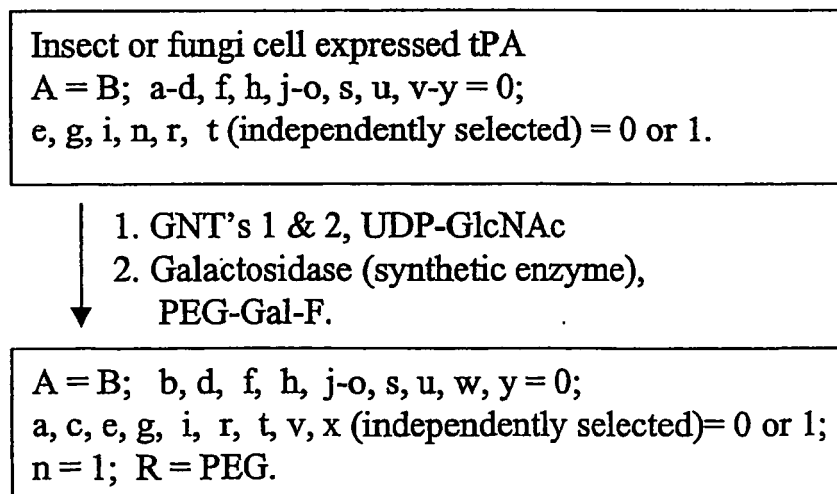 Insect or fungi cell expressed tPA
A = B; a-d, f, h, j-o, s, u, v-y = 0;
e, g, i, n, r, t (independently selected) = 0 or 1.
1. GNT's 1 & 2, UDP-GlcNAc
2. Galactosidase (synthetic enzyme),
PEG-Gal-F.
A = B; b, d, f, h, j-o, s, u, w, y = 0;
a, c, e, g, i, r, t, v, x (independently selected)= 0 or 1;
n = 1; R = PEG.